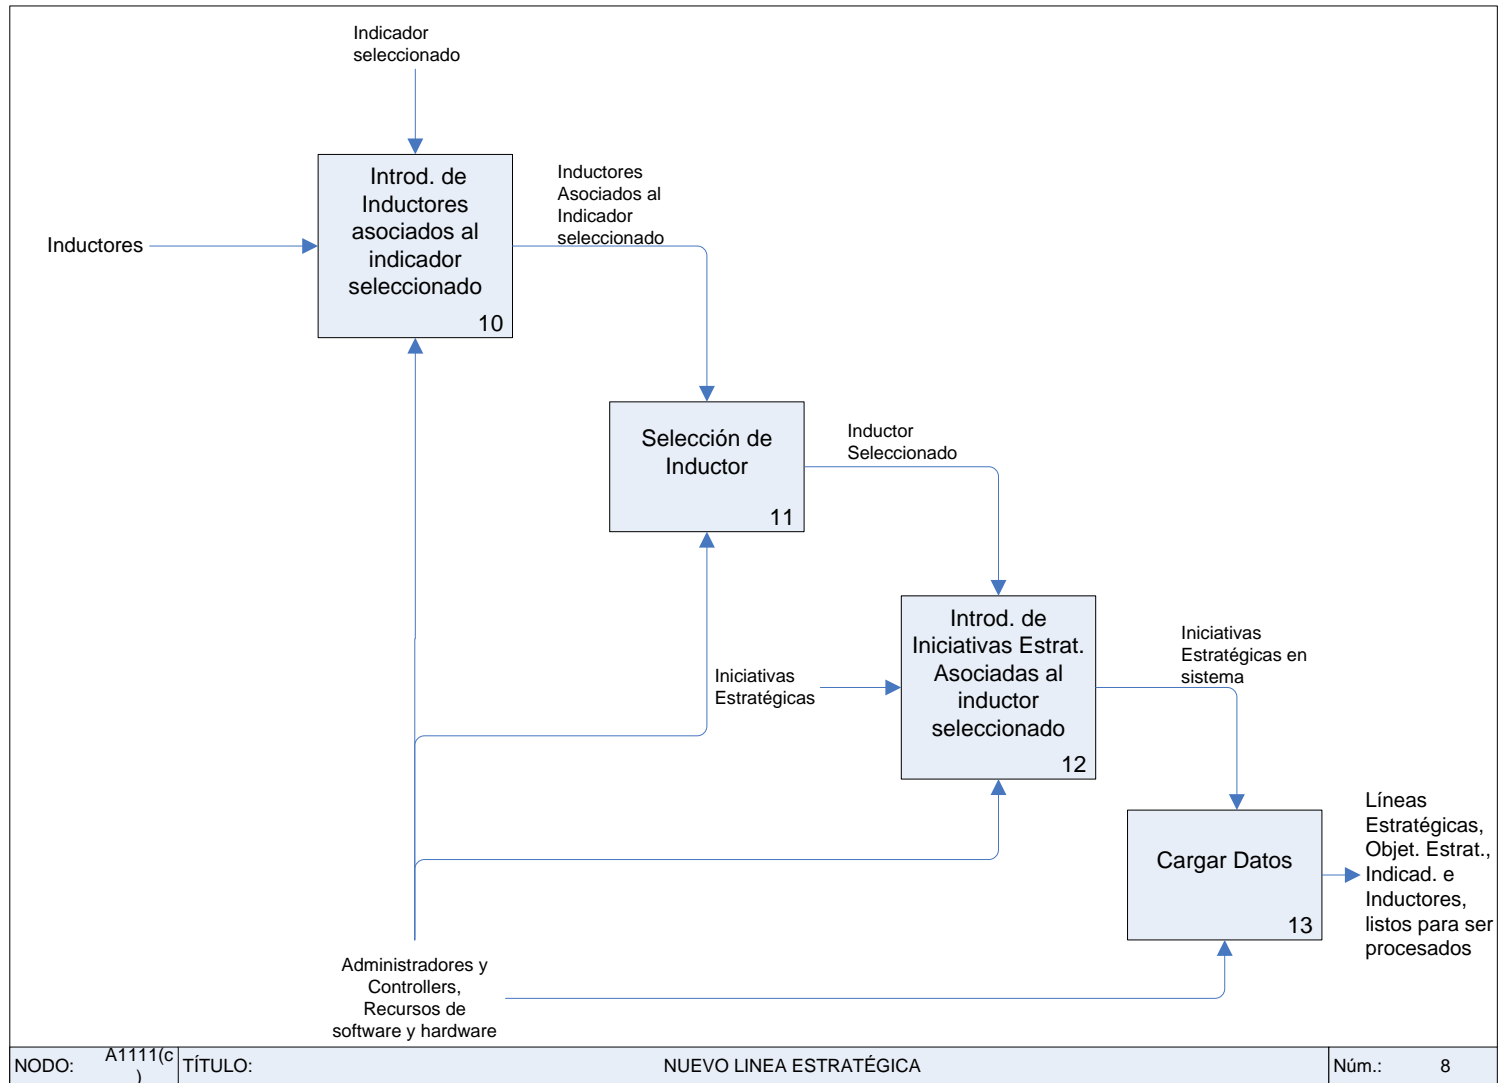 Indicador
seleccionado
Introd. de
Inductores
asociados al
indicador
seleccionado
10
Inductores
Asociados al
Indicador
seleccionado
Inductores
Selección de
Inductor
11
Inductor
Seleccionado
Introd. de
Iniciativas Estrat.
Asociadas al
inductor
seleccionado
12
Iniciativas
Estratégicas
Iniciativas
Estratégicas en
sistema
Cargar Datos
13
Líneas
Estratégicas,
Objet. Estrat.,
Indicad. e
Inductores,
listos para ser
procesados
Administradores y
Controllers,
Recursos de
software y hardware
NODO:
A1111(c
)
TÍTULO:
NUEVO LINEA ESTRATÉGICA
Núm.:
8